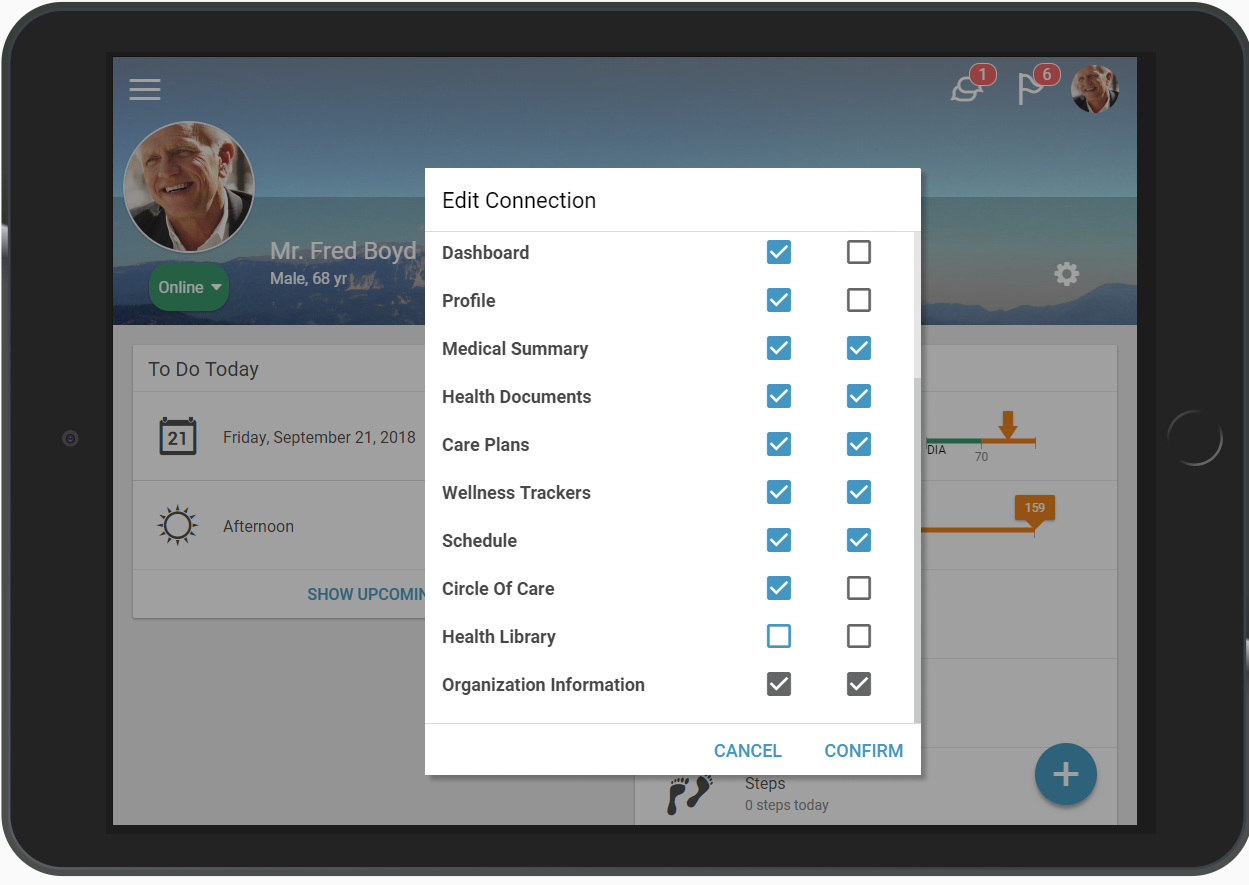 1
6
Mr. Fred Boyd
Male, 68 yr
Online
Edit Connection
Dashboard
Profile
Medical Summary
Health Documents
Care Plans
Wellness Trackers
Schedule
Circle Of Care
Health Library
Organization Information
CANCEL
CONFIRM
To Do Today
21
Friday, September 21, 2018
Afternoon
SHOW UPCOMIN
DIA
70
159
Steps
0 steps today